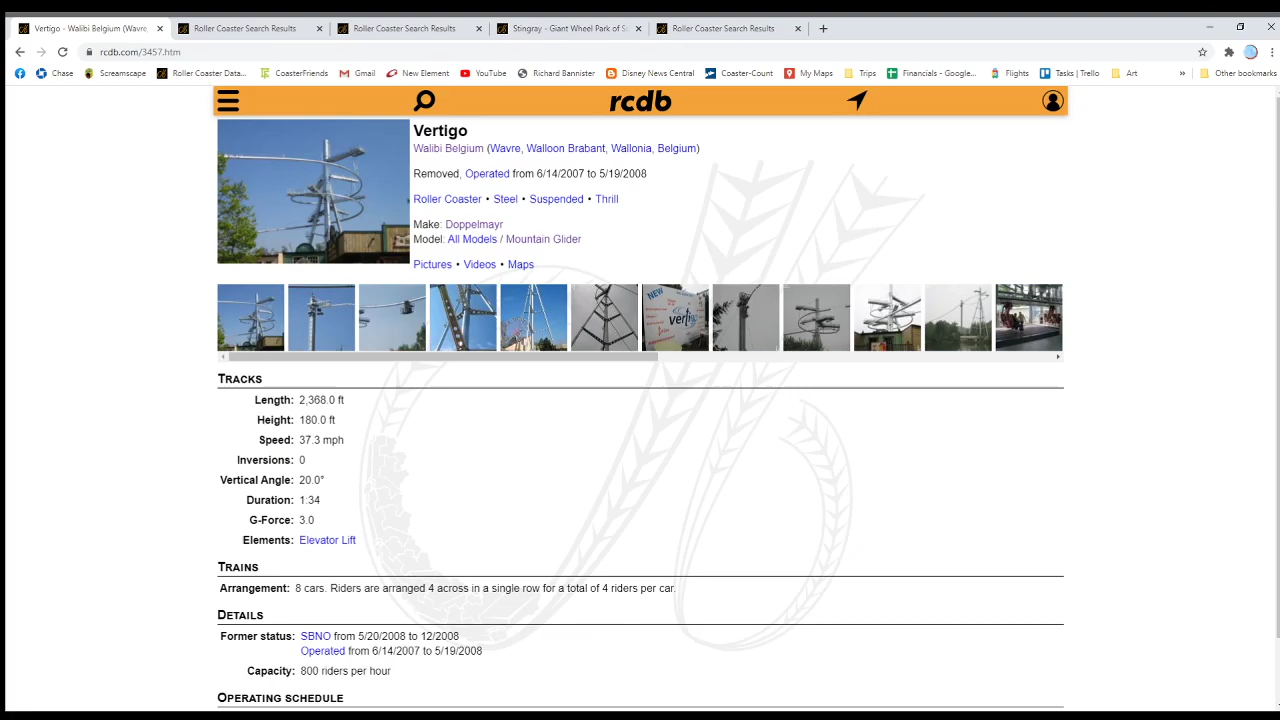 Vertigo - Walibi Belgium (Wavre,
Roller Coaster Search Results
Roller Coaster Search Results
Stingray - Giant Wheel Park of S
Roller Coaster Search Results
rcdb.com/3457.htm
Chase
Screamscape
Roller Coaster Data...
CoasterFriends
Gmail
New Element
YouTube
Richard Bannister
Disney News Central
Coaster-Count
My Maps
Trips
Financials - Google...
Flights
Tasks | Trello
Art
»
Other bookmarks
rcdb
Vertigo
Walibi Belgium (Wavre, Walloon Brabant, Wallonia, Belgium)
Removed, Operated from 6/14/2007 to 5/19/2008
Roller Coaster • Steel • Suspended • Thrill
Make: Doppelmayr
Model: All Models / Mountain Glider
Pictures • Videos • Maps
NEW
vertigo
TRACKS
Length: 2,368.0 ft
Height: 180.0 ft
Speed: 37.3 mph
Inversions: 0
Vertical Angle: 20.0°
Duration: 1:34
G-Force: 3.0
Elements: Elevator Lift
TRAINS
Arrangement: 8 cars. Riders are arranged 4 across in a single row for a total of 4 riders per car.
DETAILS
Former status: SBNO from 5/20/2008 to 12/2008
Operated from 6/14/2007 to 5/19/2008
Capacity: 800 riders per hour
OPERATING SCHEDULE